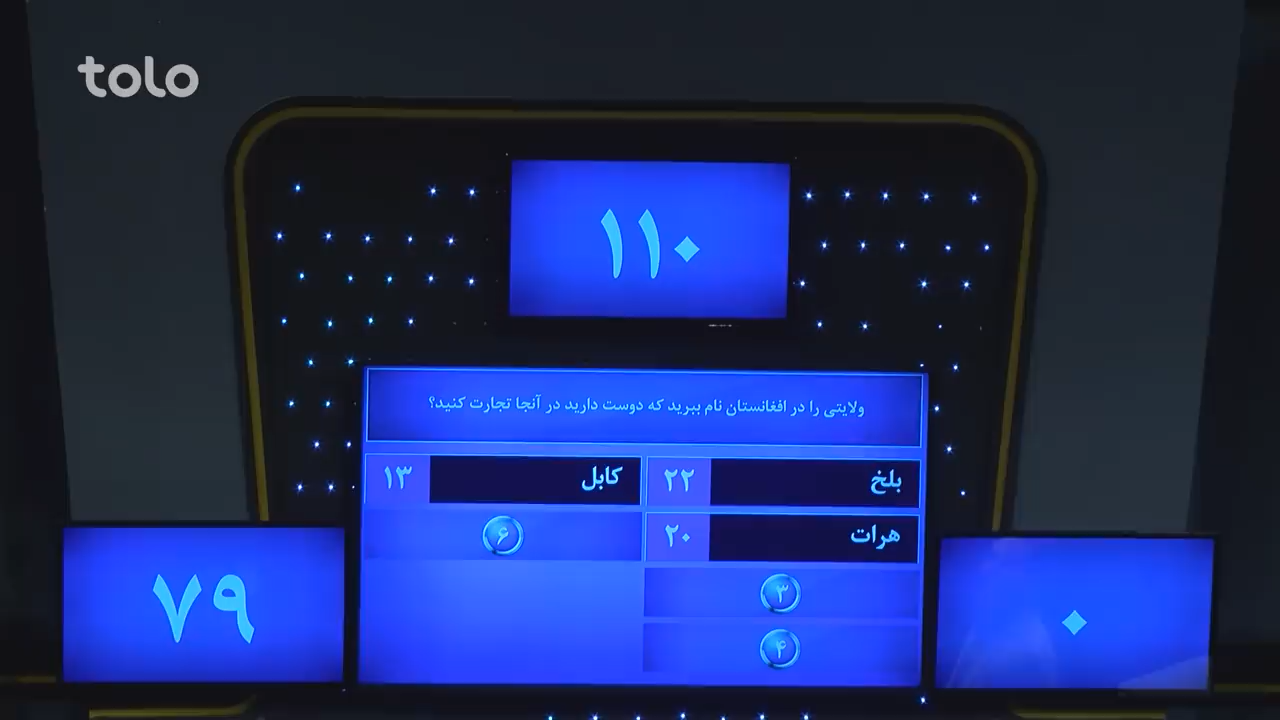 tolo
۱۱۰
ولایتی را در افغانستان نام ببرید که دوست دارید در آنجا تجارت کنید؟
بلخ ۲۲
هرات ۲۰
۳
۴
کابل ۱۳
۶
۷۹
۰